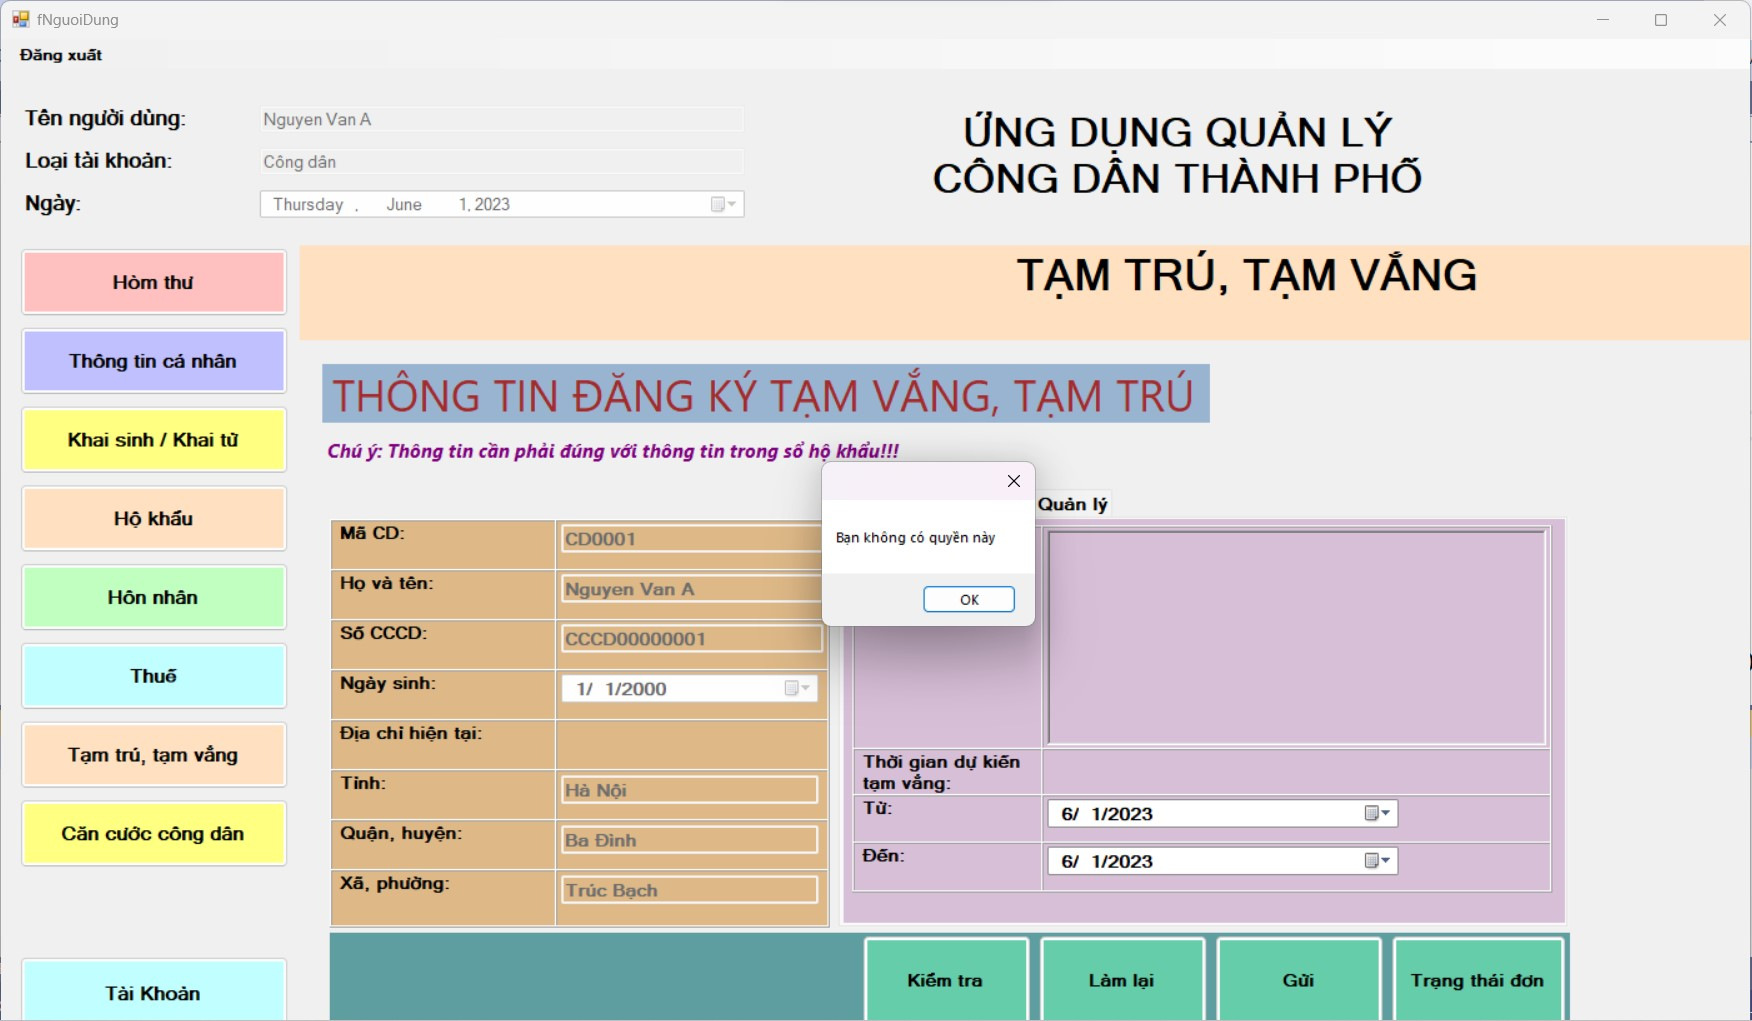 fNguoiDung
Đăng xuất
Tên người dùng:
Nguyen Van A
Loại tài khoản:
Công dân
Ngày:
Thursday , June 1, 2023
ỨNG DỤNG QUẢN LÝ
CÔNG DÂN THÀNH PHỐ
Hòm thư
Thông tin cá nhân
Khai sinh / Khai tử
Hộ khẩu
Hôn nhân
Thuế
Tạm trú, tạm vắng
Căn cước công dân
Tài Khoản
TẠM TRÚ, TẠM VẮNG
THÔNG TIN ĐĂNG KÝ TẠM VẮNG, TẠM TRÚ
Chú ý: Thông tin cần phải đúng với thông tin trong sổ hộ khẩu!!!
Quản lý
Bạn không có quyền này
OK
Mã CD:
CD0001
Họ và tên:
Nguyen Van A
Số CCCD:
CCCD00000001
Ngày sinh:
1/ 1/2000
Địa chỉ hiện tại:
Tỉnh:
Hà Nội
Quận, huyện:
Ba Đình
Xã, phường:
Trúc Bạch
Thời gian dự kiến
tạm vắng:
Từ:
6/ 1/2023
Đến:
6/ 1/2023
Kiểm tra
Làm lại
Gửi
Trạng thái đơn